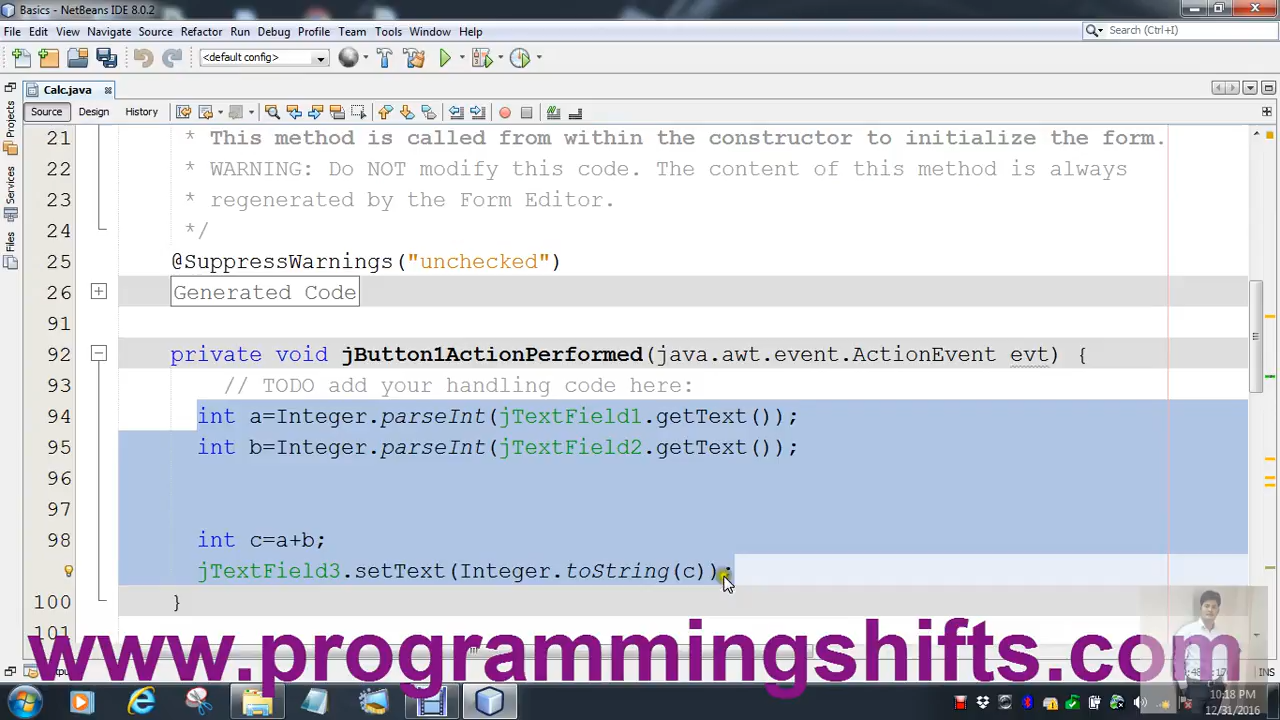 Basics - NetBeans IDE 8.0.2
File Edit View Navigate Source Refactor Run Debug Profile Team Tools Window Help
Search (Ctrl+I)
<default config>
Calc.java
Source Design History
Projects
Services
Files
21 * This method is called from within the constructor to initialize the form.
22 * WARNING: Do NOT modify this code. The content of this method is always
23 * regenerated by the Form Editor.
24 */
25 @SuppressWarnings("unchecked")
26 Generated Code
91
92 private void jButton1ActionPerformed(java.awt.event.ActionEvent evt) {
93 // TODO add your handling code here:
94 int a=Integer.parseInt(jTextField1.getText());
95 int b=Integer.parseInt(jTextField2.getText());
96
97
98 int c=a+b;
jTextField3.setText(Integer.toString(c));
100 }
101
www.programmingshifts.com
INS
10:18 PM
12/31/2016